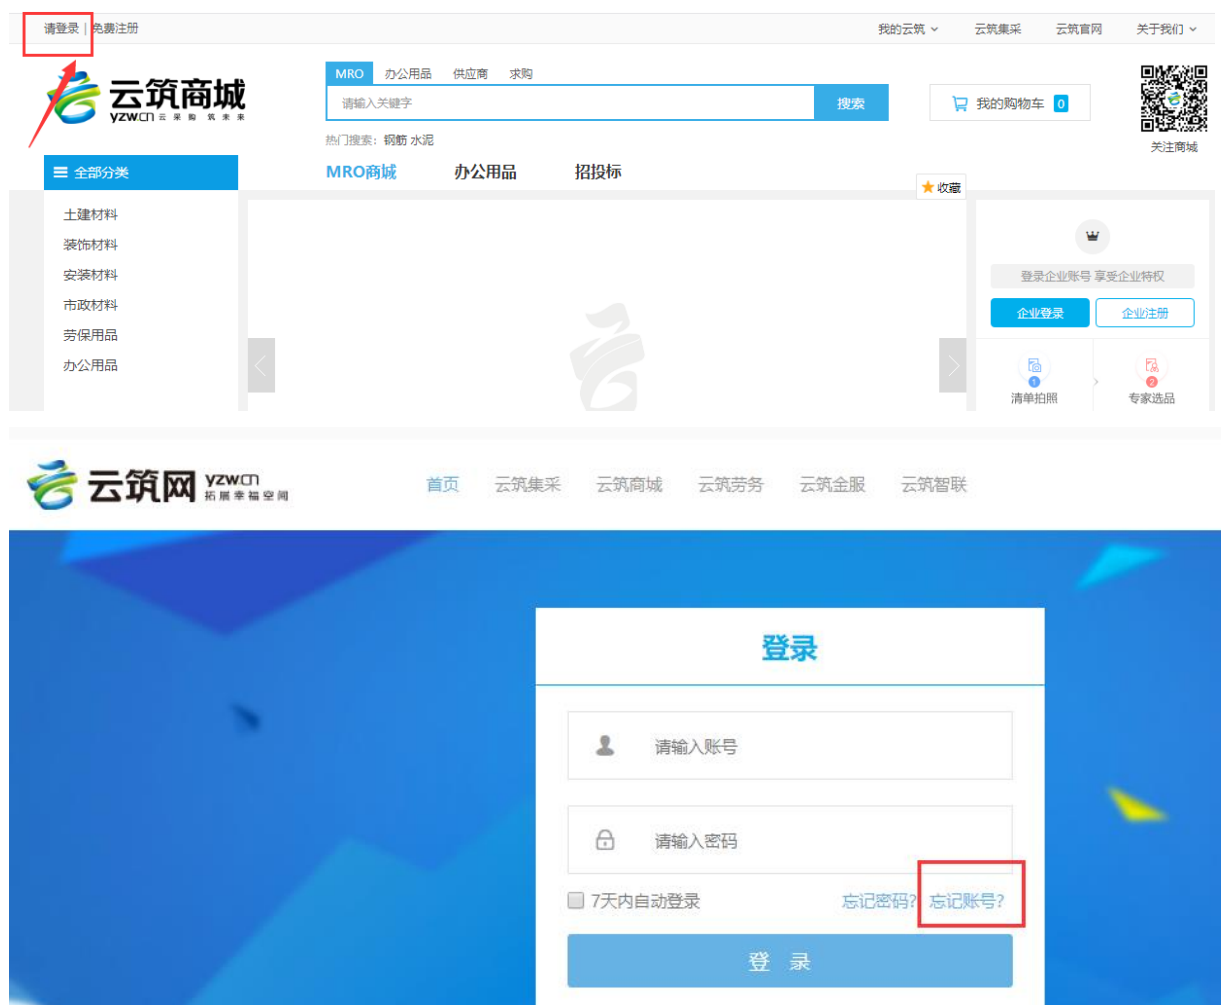 请登录 | 免费注册 我的云筑 云筑集采 云筑官网 关于我们
MRO 办公用品 供应商 求购
云筑商城
yzw.cn 云采购 筑未来
请输入关键字 搜索 我的购物车 0
热门搜索: 钢筋 水泥
关注商城
全部分类 MRO商城 办公用品 招投标
收藏
土建材料
装饰材料
安装材料
市政材料
劳保用品
办公用品
登录企业账号 享受企业特权
企业登录 企业注册
1 2
清单拍照 专家选品
云筑网 yzw.cn 首页 云筑集采 云筑商城 云筑劳务 云筑金服 云筑智联
拓展幸福空间
登录
请输入账号
请输入密码
7天内自动登录 忘记密码? 忘记账号?
登 录